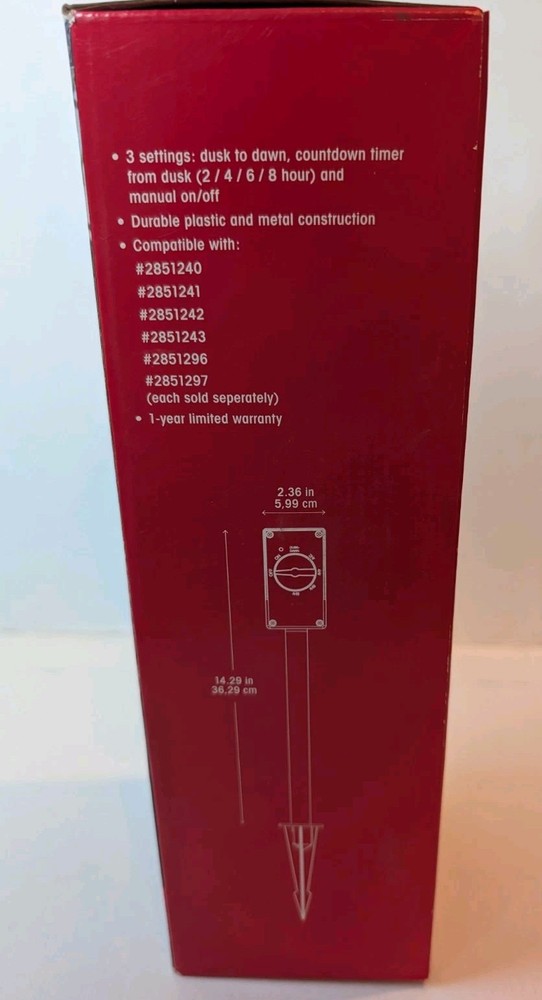 • 3 settings: dusk to dawn, countdown timer
from dusk (2 / 4 / 6 / 8 hour) and
manual on/off
• Durable plastic and metal construction
• Compatible with:
#2851240
#2851241
#2851242
#2851243
#2851296
#2851297
(each sold seperately)
• 1-year limited warranty
2.36 in
5,99 cm
14.29 in
36,29 cm